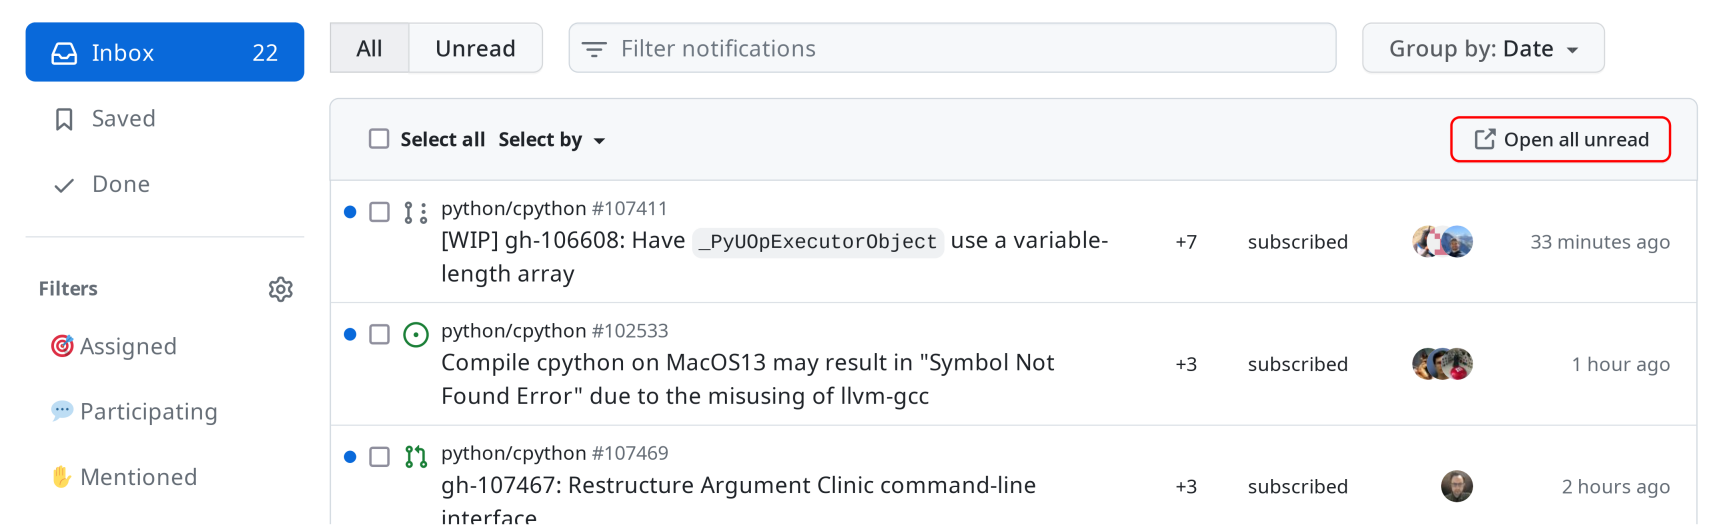 Inbox 22
All Unread Filter notifications Group by: Date
Saved
Done
Filters
Assigned
Participating
Mentioned
Select all Select by Open all unread
python/cpython #107411
[WIP] gh-106608: Have _PyUOpExecutorObject use a variable-
length array
+7 subscribed 33 minutes ago
python/cpython #102533
Compile cpython on MacOS13 may result in "Symbol Not
Found Error" due to the misusing of llvm-gcc
+3 subscribed 1 hour ago
python/cpython #107469
gh-107467: Restructure Argument Clinic command-line
interface
+3 subscribed 2 hours ago